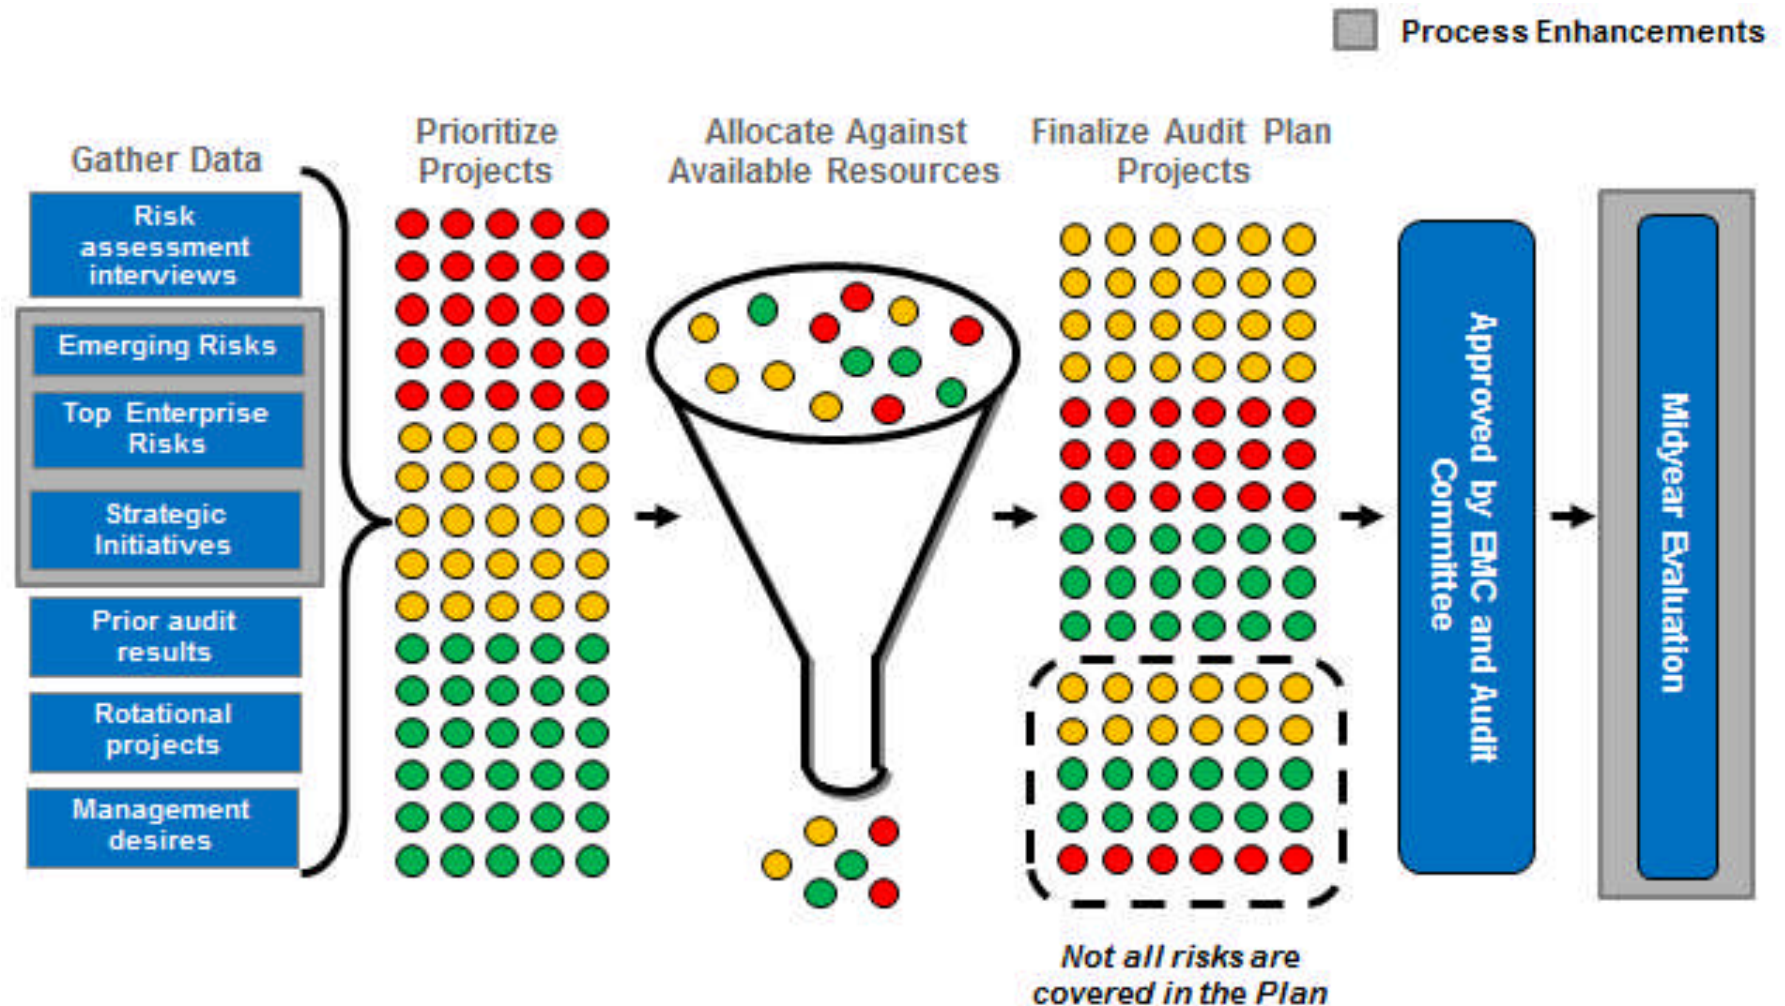 Process Enhancements
Gather Data
Risk
assessment
interviews
Emerging Risks
Top Enterprise
Risks
Strategic
Initiatives
Prior audit
results
Rotational
projects
Management
desires
Prioritize
Projects
Allocate Against
Available Resources
Finalize Audit Plan
Projects
Not all risks are
covered in the Plan
Approved by EMC and Audit
Committee
Midyear Evaluation